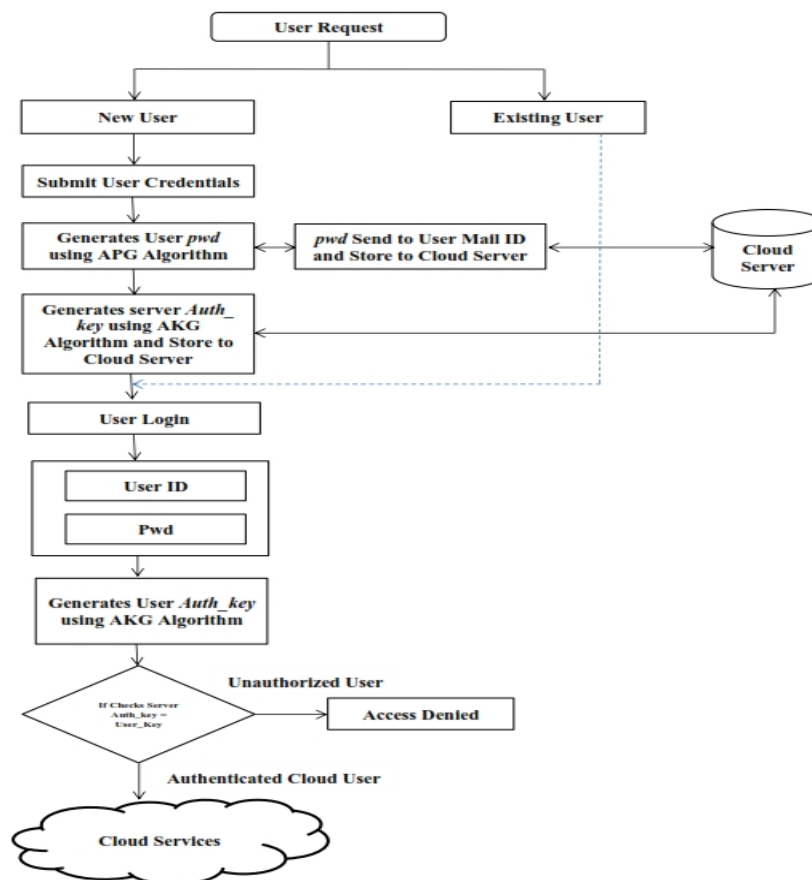 User Request
New User
Existing User
Submit User Credentials
Generates User pwd
using APG Algorithm
pwd Send to User Mail ID
and Store to Cloud Server
Cloud
Server
Generates server Auth_
key using AKG
Algorithm and Store to
Cloud Server
User Login
User ID
Pwd
Generates User Auth_key
using AKG Algorithm
Unauthorized User
If Checks Server
Auth_key =
User_Key
Access Denied
Authenticated Cloud User
Cloud Services